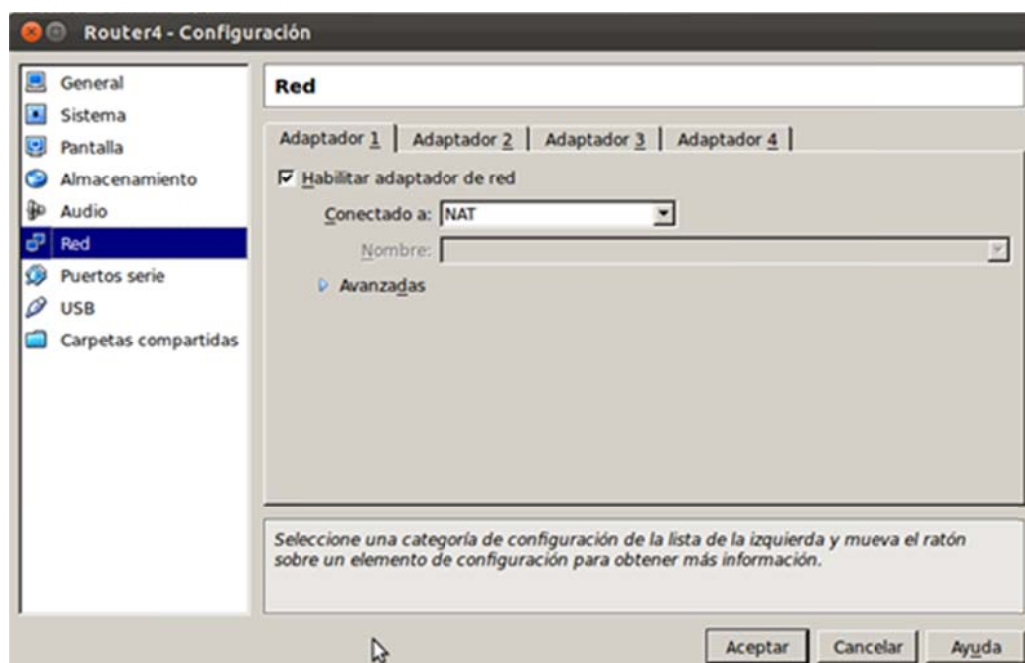 Router4 - Configuración
General
Sistema
Pantalla
Almacenamiento
Audio
Red
Puertos serie
USB
Carpetas compartidas
Red
Adaptador 1 Adaptador 2 Adaptador 3 Adaptador 4
Habilitar adaptador de red
Conectado a: NAT
Nombre:
Avanzadas
Seleccione una categoría de configuración de la lista de la izquierda y mueva el ratón
sobre un elemento de configuración para obtener más información.
Aceptar Cancelar Ayuda